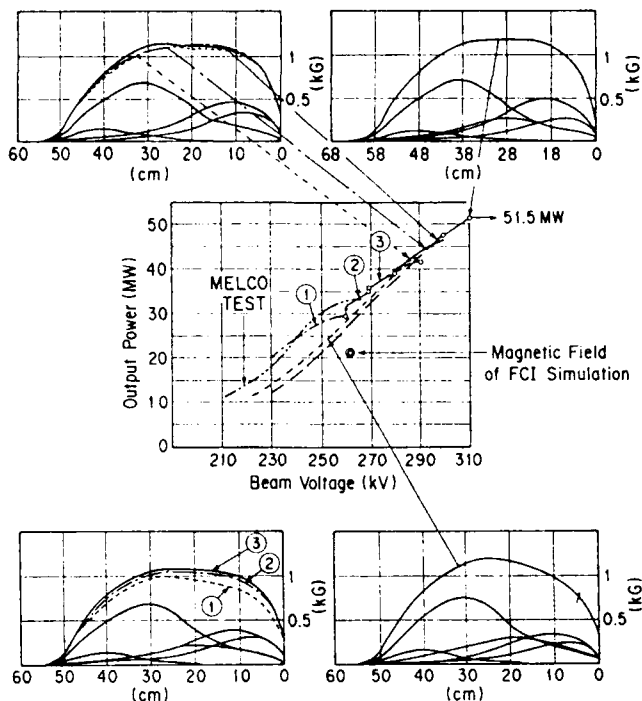 1
0.5
(kG)
60 50 40 30 20 10 0
(cm)
1
0.5
(kG)
68 58 48 38 28 18 0
(cm)
50
40
30
20
10
0
Output Power (MW)
MELCO
TEST
1
2
3
51.5 MW
Magnetic Field
of FCI Simulation
210 230 250 270 290 310
Beam Voltage (kV)
3
2
1
1
0.5
(kG)
50 40 30 20 10 0
(cm)
1
0.5
(kG)
60 50 40 30 20 10 0
(cm)